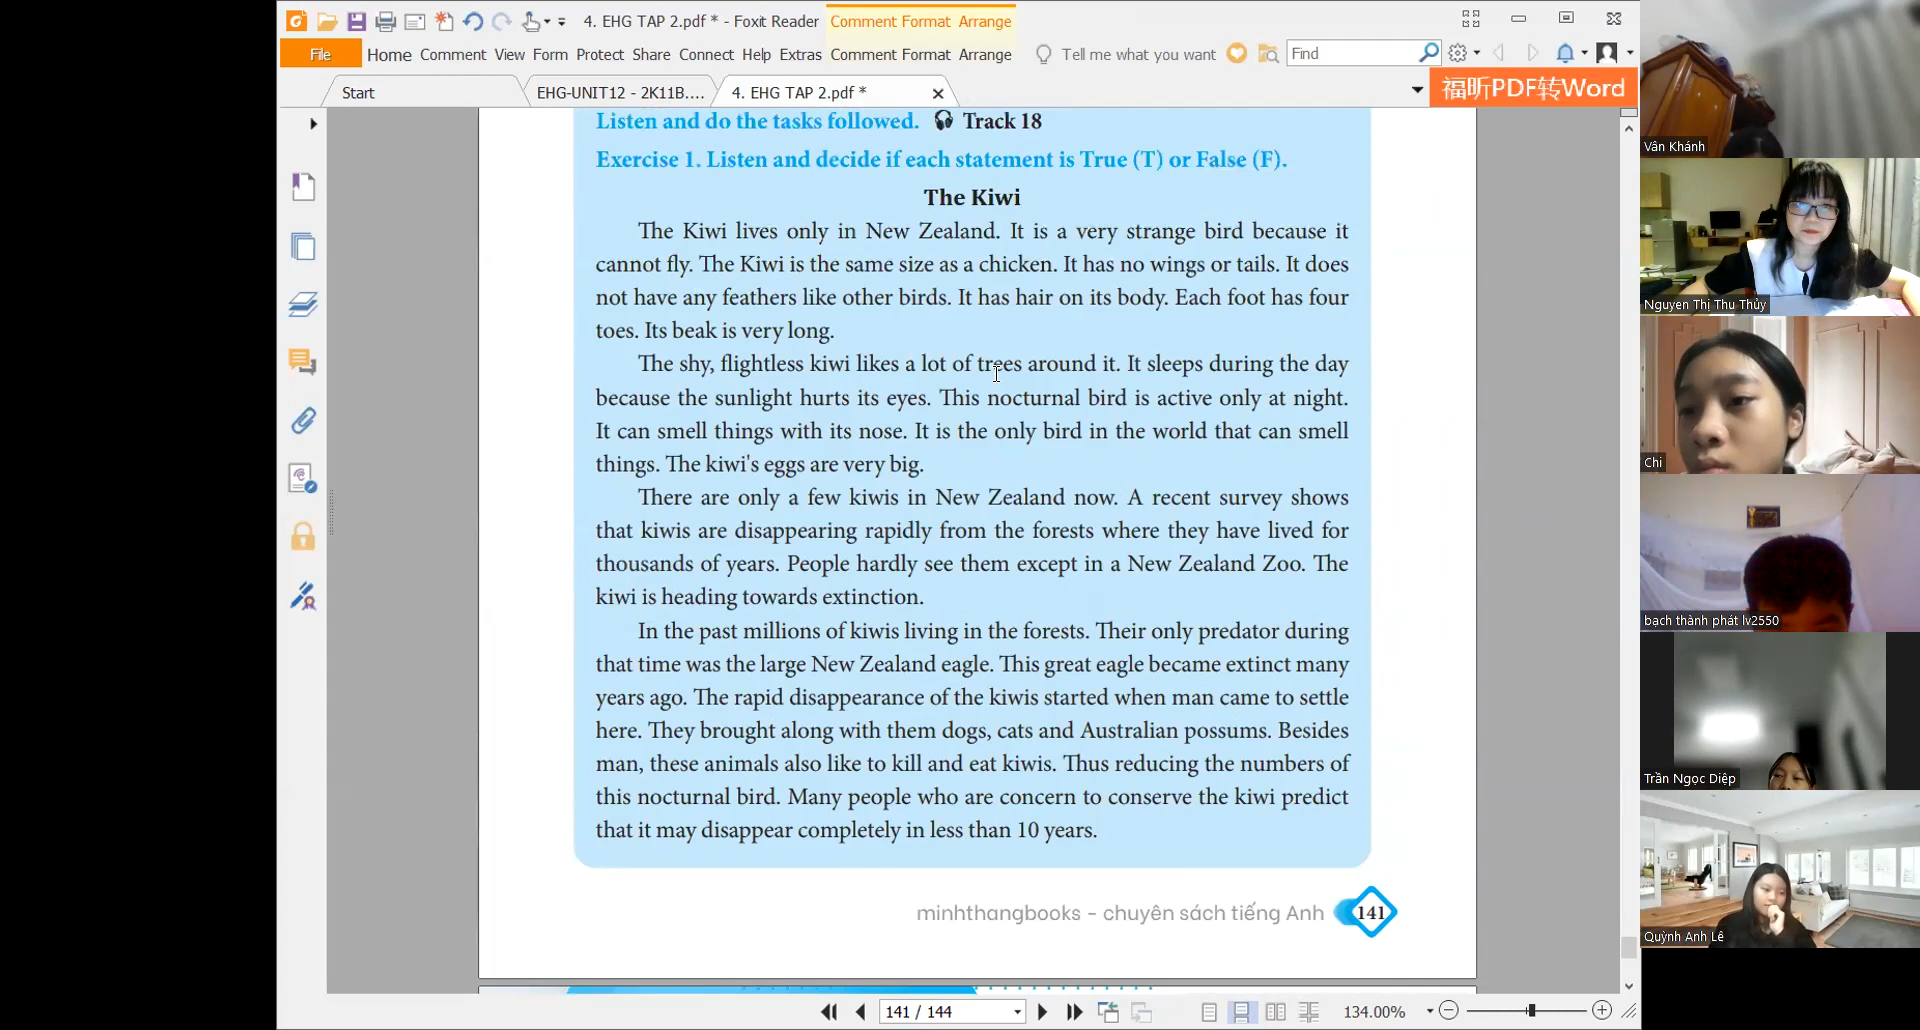 4. EHG TAP 2.pdf * - Foxit Reader
Comment Format Arrange
File Home Comment View Form Protect Share Connect Help Extras Comment Format Arrange Tell me what you want Find
Start EHG-UNIT12 - 2K11B.... 4. EHG TAP 2.pdf *
福昕PDF转Word
Listen and do the tasks followed. Track 18
Exercise 1. Listen and decide if each statement is True (T) or False (F).
The Kiwi
The Kiwi lives only in New Zealand. It is a very strange bird because it
cannot fly. The Kiwi is the same size as a chicken. It has no wings or tails. It does
not have any feathers like other birds. It has hair on its body. Each foot has four
toes. Its beak is very long.
The shy, flightless kiwi likes a lot of trees around it. It sleeps during the day
because the sunlight hurts its eyes. This nocturnal bird is active only at night.
It can smell things with its nose. It is the only bird in the world that can smell
things. The kiwi's eggs are very big.
There are only a few kiwis in New Zealand now. A recent survey shows
that kiwis are disappearing rapidly from the forests where they have lived for
thousands of years. People hardly see them except in a New Zealand Zoo. The
kiwi is heading towards extinction.
In the past millions of kiwis living in the forests. Their only predator during
that time was the large New Zealand eagle. This great eagle became extinct many
years ago. The rapid disappearance of the kiwis started when man came to settle
here. They brought along with them dogs, cats and Australian possums. Besides
man, these animals also like to kill and eat kiwis. Thus reducing the numbers of
this nocturnal bird. Many people who are concern to conserve the kiwi predict
that it may disappear completely in less than 10 years.
minhthangbooks - chuyên sách tiếng Anh 141
141 / 144
134.00%
Vân Khánh
Nguyen Thị Thu Thủy
Chi
bạch thành phát lv2550
Trần Ngọc Diệp
Quỳnh Anh Lê